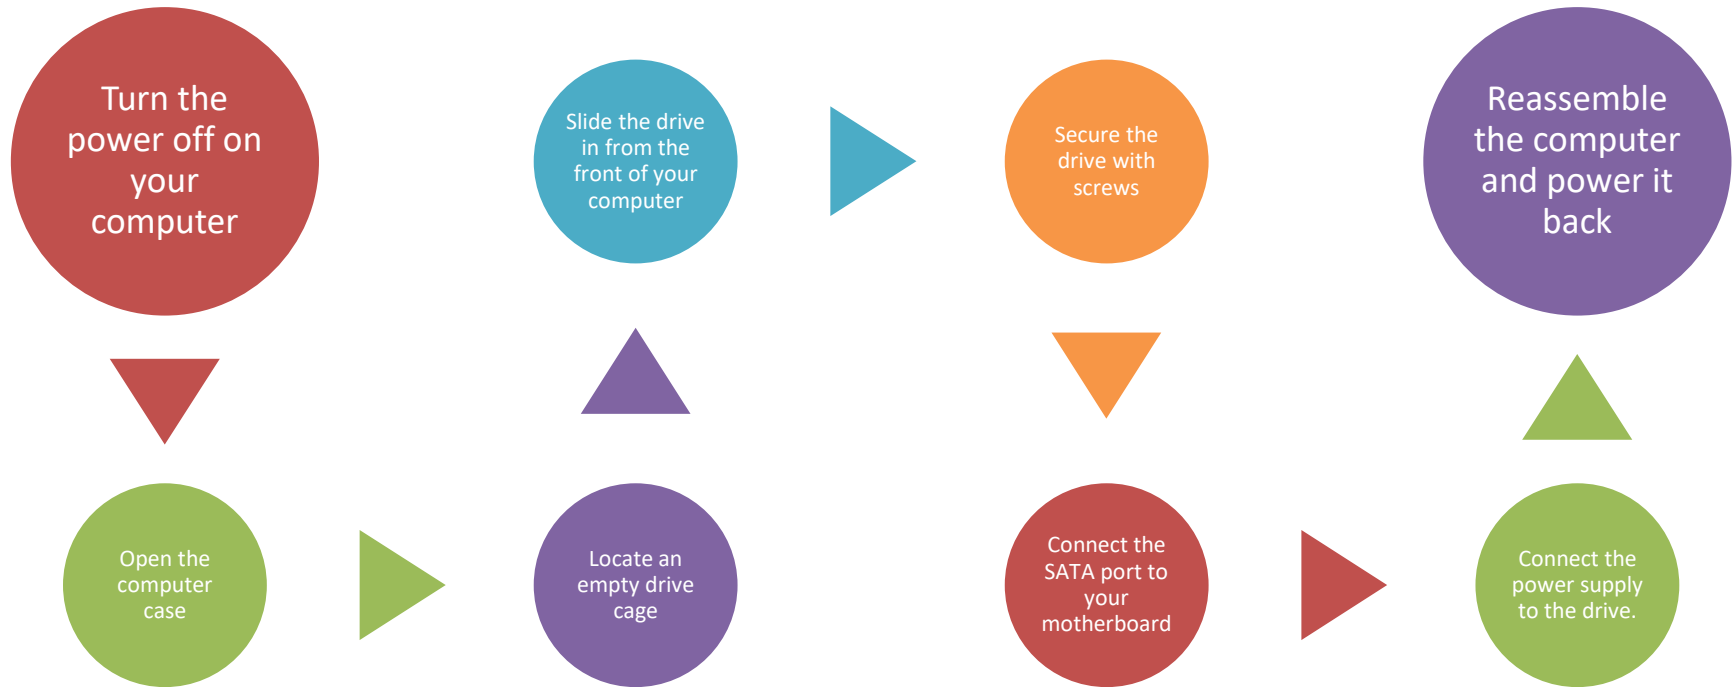 Turn the
power off on
your
computer
Open the
computer
case
Locate an
empty drive
cage
Slide the drive
in from the
front of your
computer
Secure the
drive with
screws
Connect the
SATA port to
your
motherboard
Connect the
power supply
to the drive.
Reassemble
the computer
and power it
back